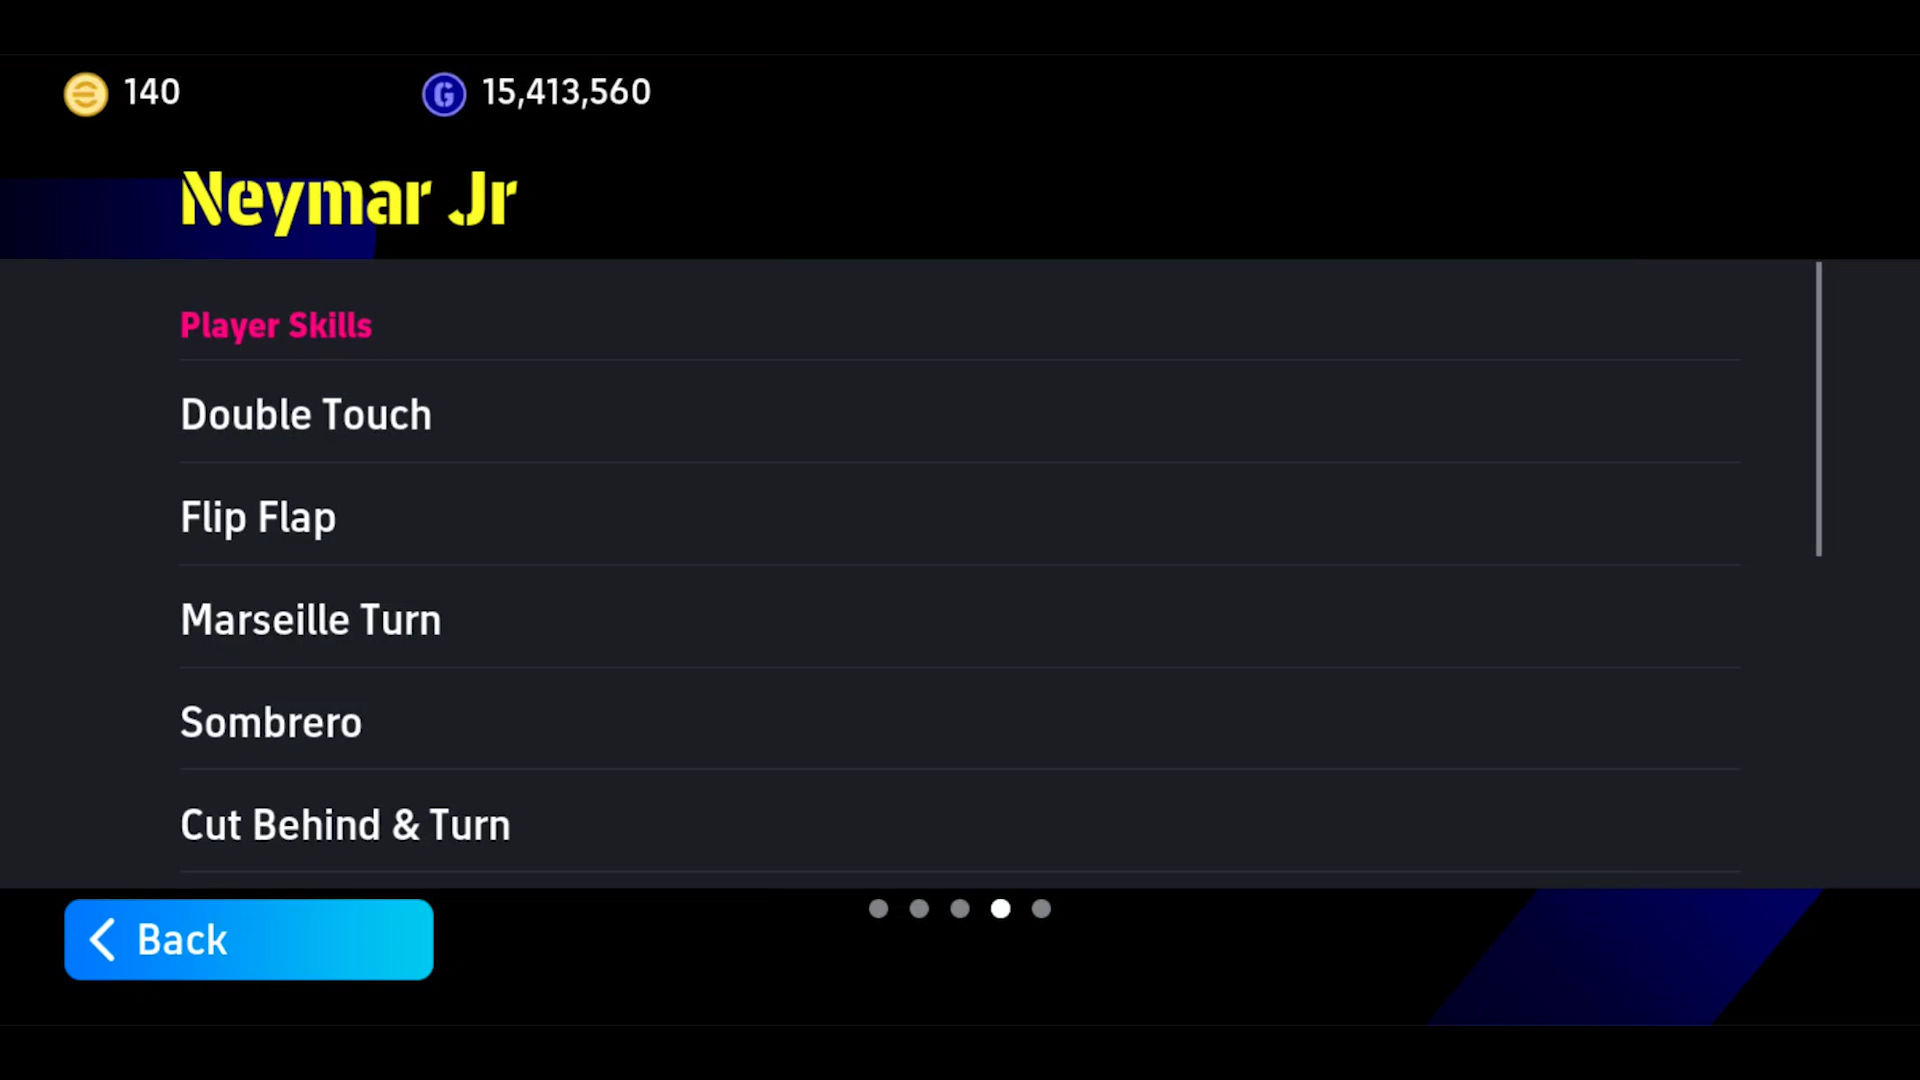 140
15,413,560
Neymar Jr
Player Skills
Double Touch
Flip Flap
Marseille Turn
Sombrero
Cut Behind & Turn
Back